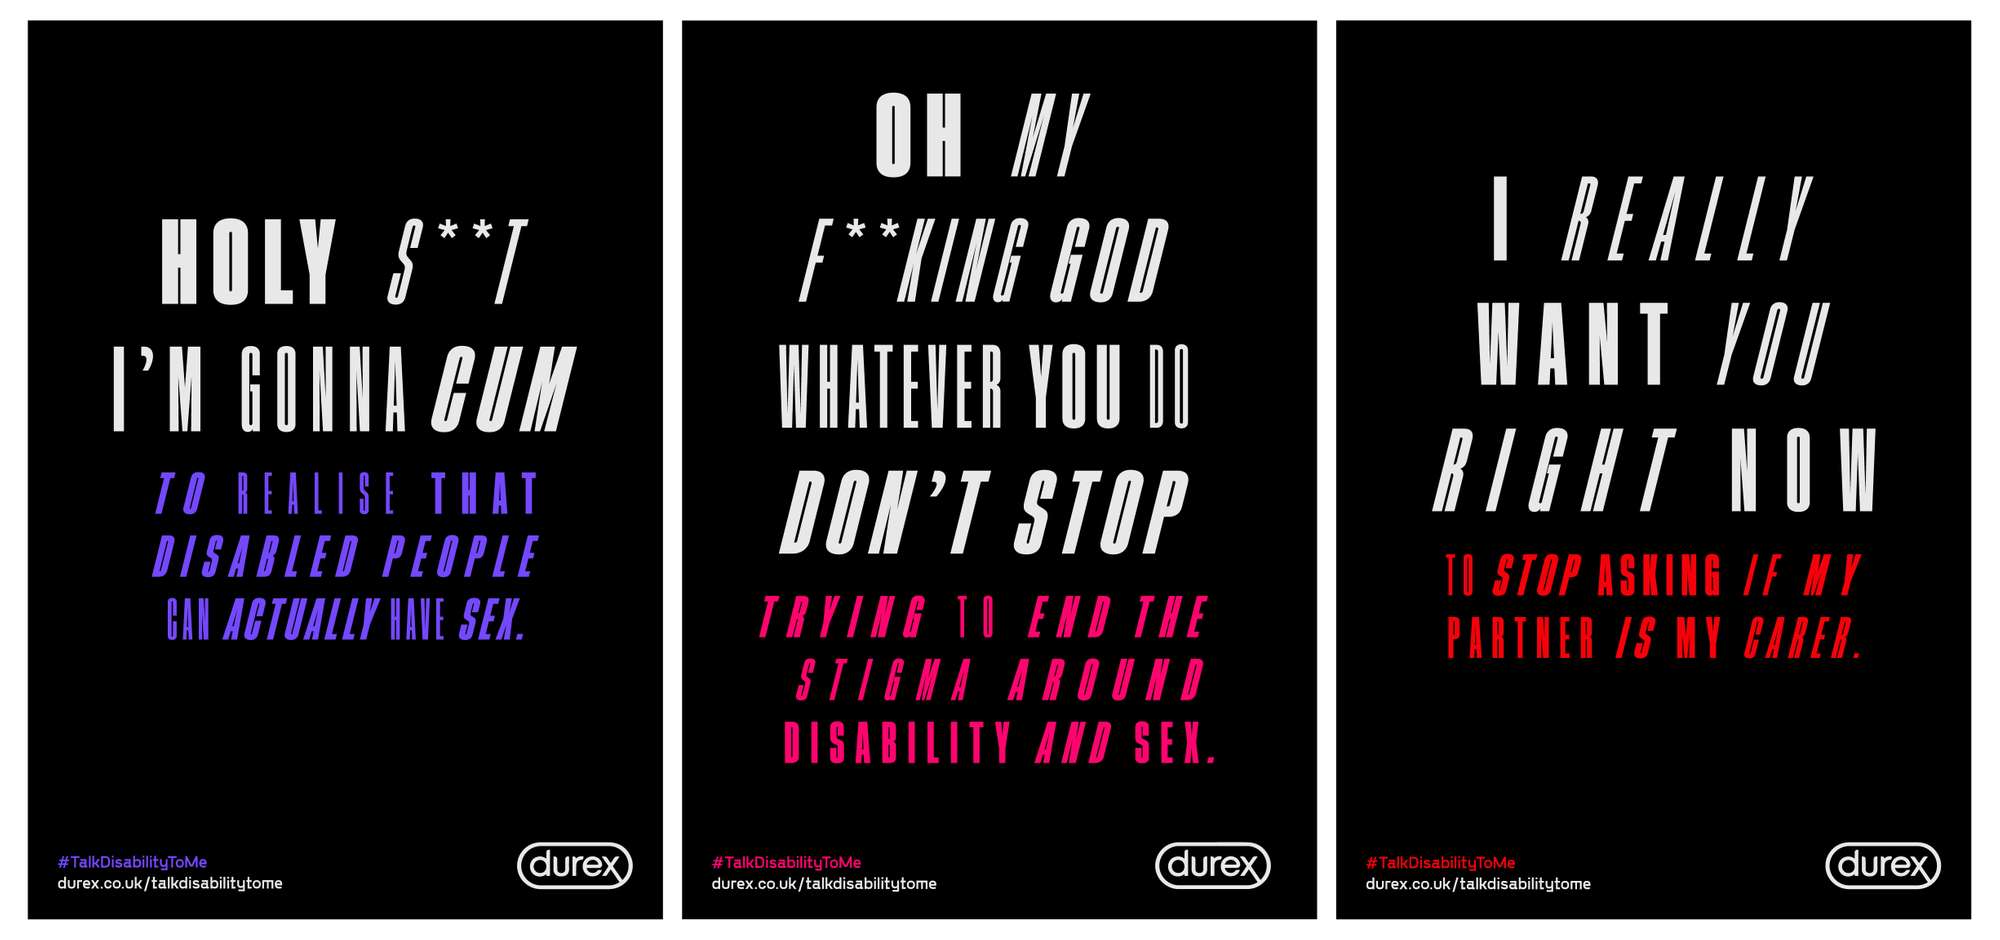 HOLY S**T
I'M GONNA CUM
TO REALISE THAT
DISABLED PEOPLE
CAN ACTUALLY HAVE SEX.
#TalkDisabilityToMe
durex.co.uk/talkdisabilitytome
durex
OH MY
F**KING GOD
WHATEVER YOU DO
DON'T STOP
TRYING TO END THE
STIGMA AROUND
DISABILITY AND SEX.
#TalkDisabilityToMe
durex.co.uk/talkdisabilitytome
durex
I REALLY
WANT YOU
RIGHT NOW
TO STOP ASKING IF MY
PARTNER IS MY CARER.
#TalkDisabilityToMe
durex.co.uk/talkdisabilitytome
durex